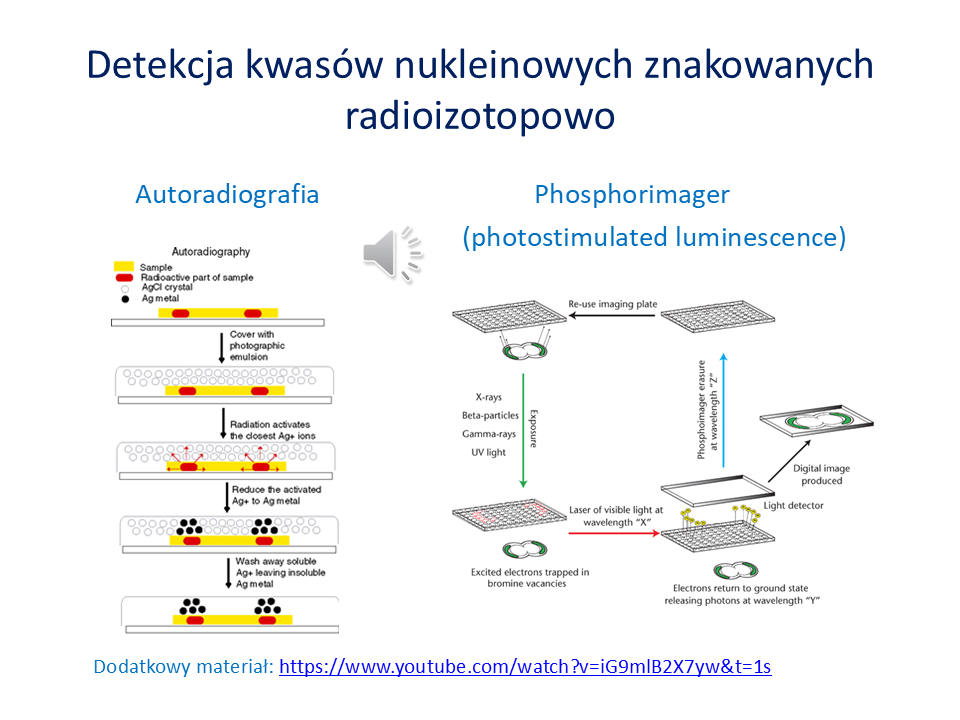 Detekcja kwasów nukleinowych znakowanych
radioizotopowo
Autoradiografia
Autoradiography
Sample
Radioactive part of sample
AgCl crystal
Ag metal
Cover with
photographic
emulsion
Radiation activates
the closest Ag+ ions
Reduce the activated
Ag+ to Ag metal
Wash away soluble
Ag+ leaving insoluble
Ag metal
Phosphorimager
(photostimulated luminescence)
Re-use imaging plate
X-rays
Beta-particles
Gamma-rays
UV light
Exposure
Excited electrons trapped in
bromine vacancies
Laser of visible light at
wavelength "X"
Electrons return to ground state
releasing photons at wavelength "Y"
Light detector
Digital image
produced
Phosphoimager erasure
at wavelength "Z"
Dodatkowy materiał: https://www.youtube.com/watch?v=iG9mlB2X7yw&t=1s